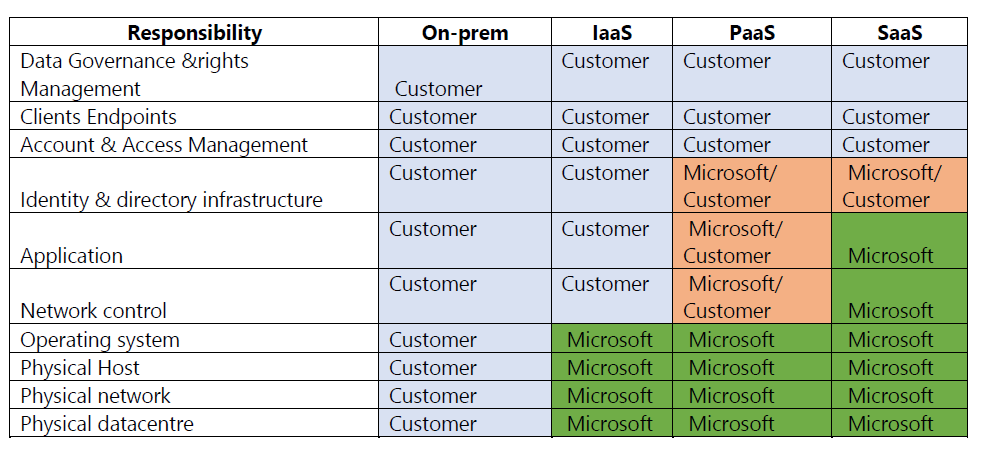 Responsibility On-prem IaaS PaaS SaaS
Data Governance &rights Customer Customer Customer
Management Customer
Clients Endpoints Customer Customer Customer Customer
Account & Access Management Customer Customer Customer Customer
Customer Customer Microsoft/ Microsoft/
Identity & directory infrastructure Customer Customer
Customer Customer Microsoft/
Application Customer Microsoft
Customer Customer Microsoft/
Network control Customer Microsoft
Operating system Customer Microsoft Microsoft Microsoft
Physical Host Customer Microsoft Microsoft Microsoft
Physical network Customer Microsoft Microsoft Microsoft
Physical datacentre Customer Microsoft Microsoft Microsoft